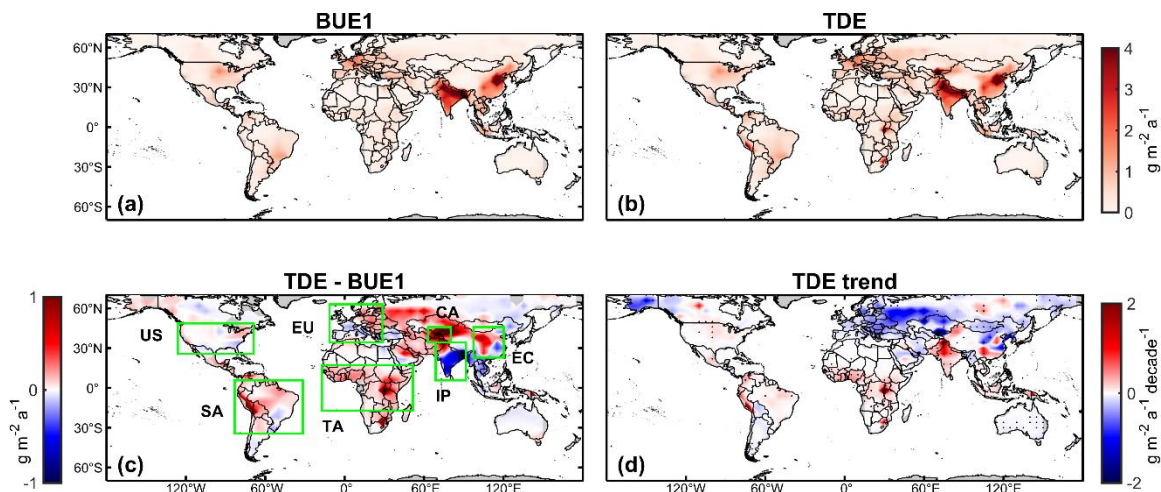 BUE1
TDE
60°N
30°N
0°
30°S
60°S
(a)
(b)
4
3
2
1
0
g m-2 a-1
TDE - BUE1
TDE trend
1
0
-1
g m-2 a-1
60°N
30°N
0°
30°S
60°S
US
EU
CA
EC
SA
TA
IP
(c)
(d)
2
1
0
-1
-2
g m-2 a-1 decade-1
120°W
60°W
0°
60°E
120°E
120°W
60°W
0°
60°E
120°E